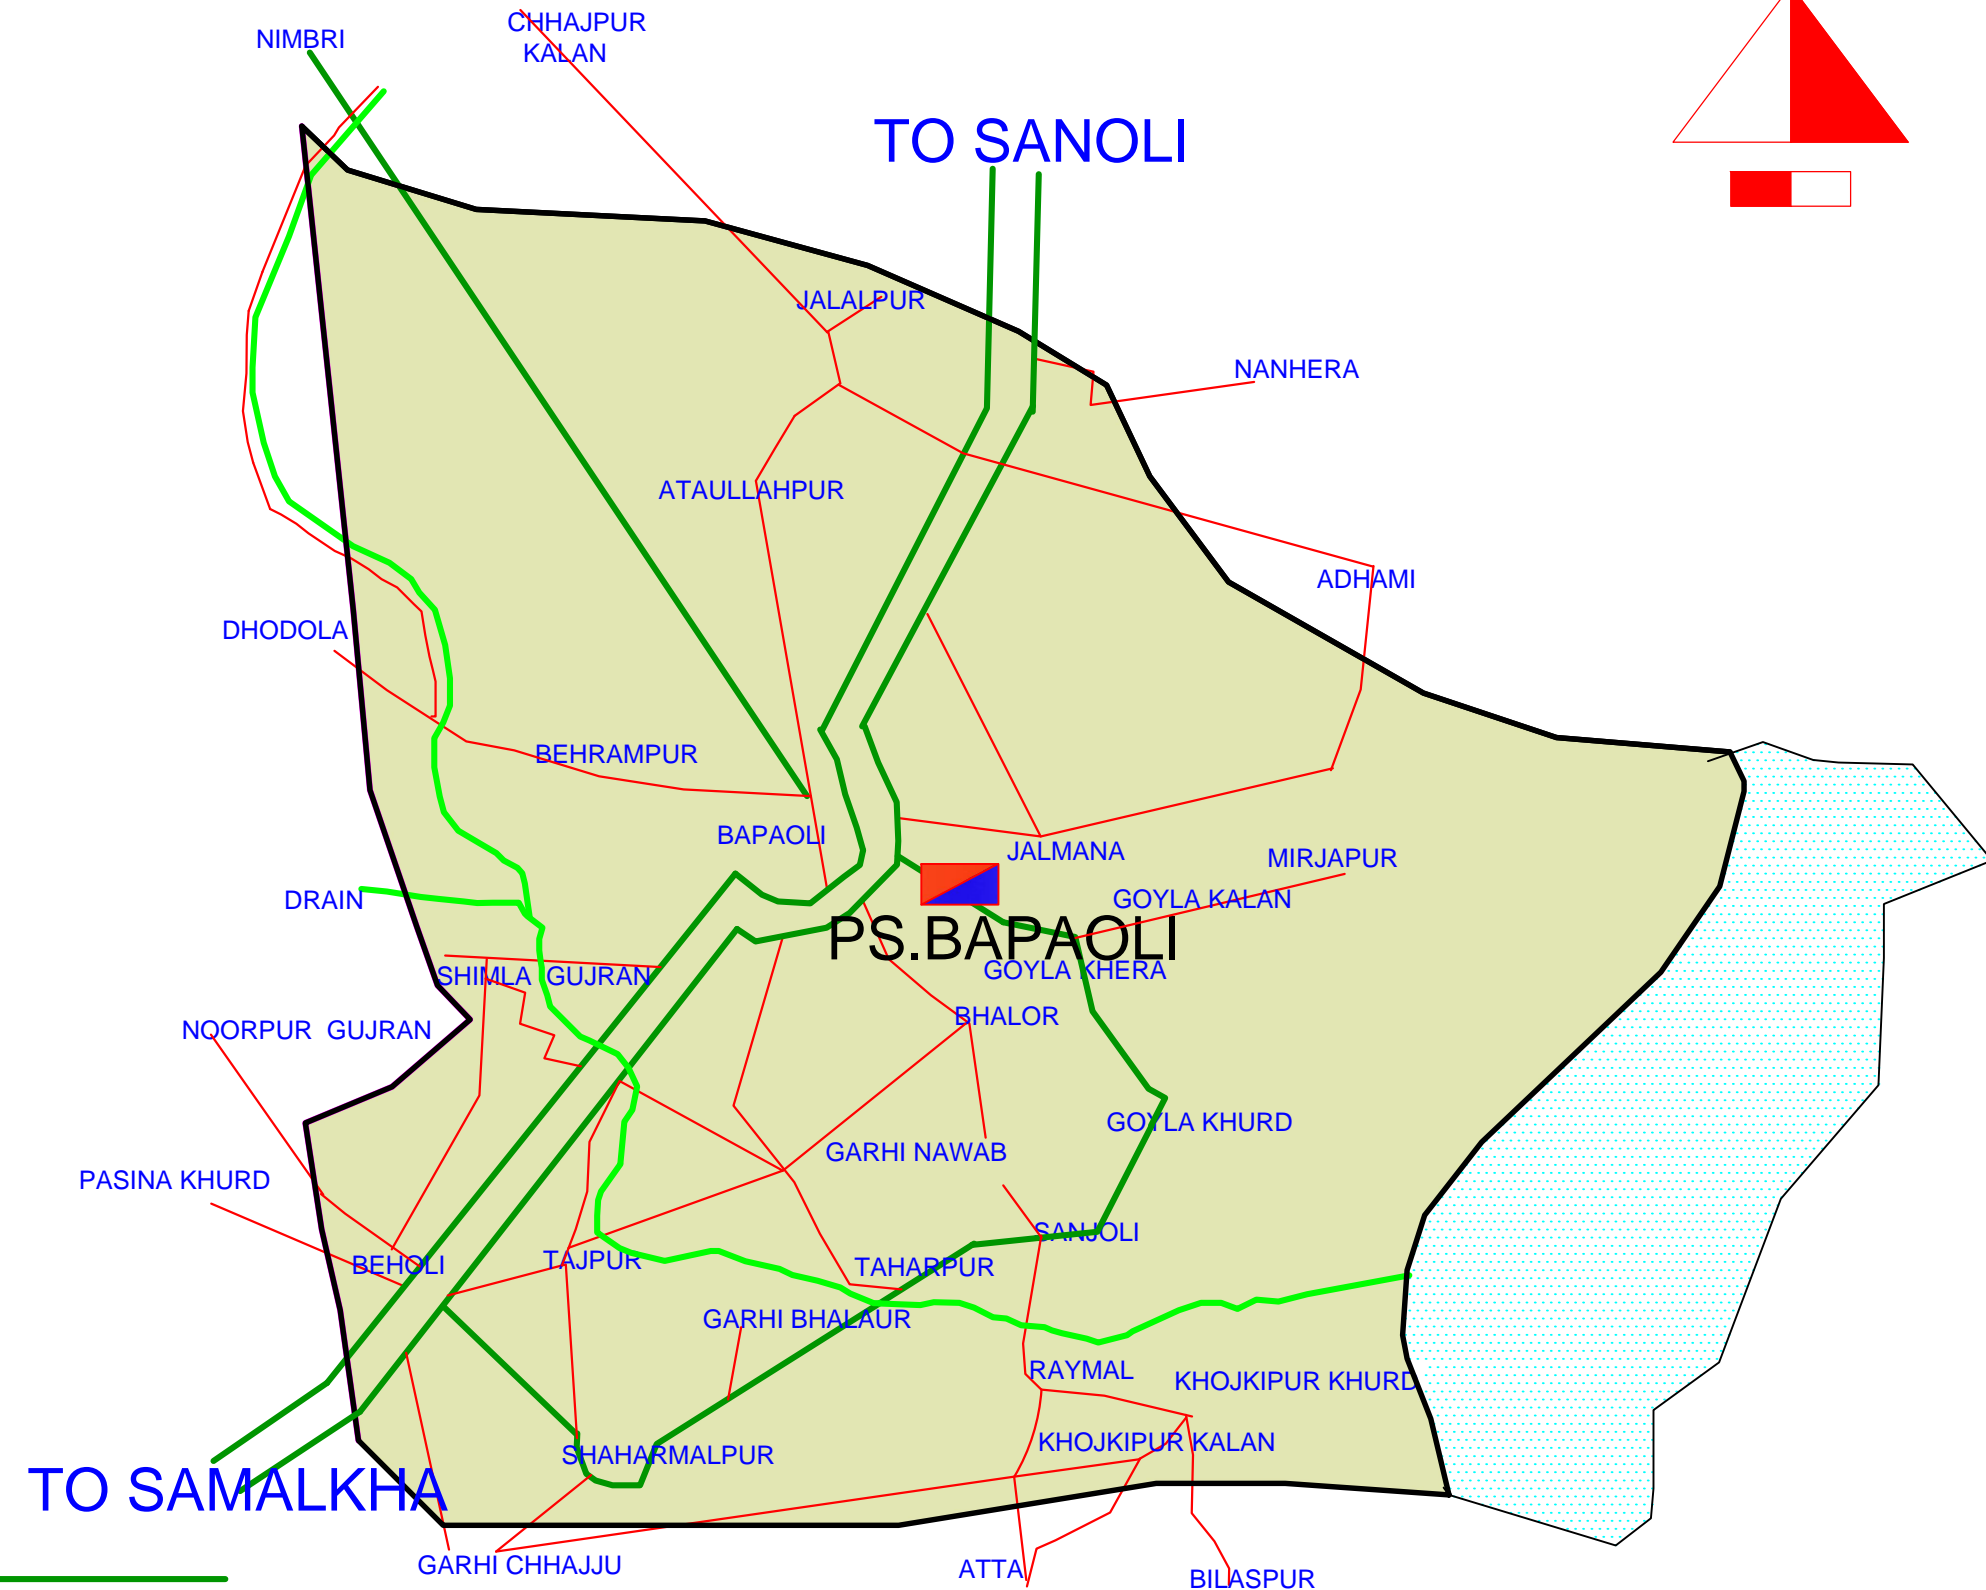 CHHAJPUR
KALAN
NIMBRI
TO SANOLI
JALALPUR
NANHERA
ATAULLAHPUR
ADHAMI
DHODOLA
BEHRAMPUR
BAPAOLI
JALMANA
MIRJAPUR
DRAIN
GOYLA KALAN
PS.BAPAOLI
SHIMLA GUJRAN
GOYLA KHERA
BHALOR
NOORPUR GUJRAN
GOYLA KHURD
GARHI NAWAB
PASINA KHURD
SANJOLI
BEHOLI
TAJPUR
TAHARPUR
GARHI BHALAUR
RAYMAL
KHOJKIPUR KHURD
KHOJKIPUR KALAN
SHAHARMALPUR
TO SAMALKHA
GARHI CHHAJJU
ATTA
BILASPUR